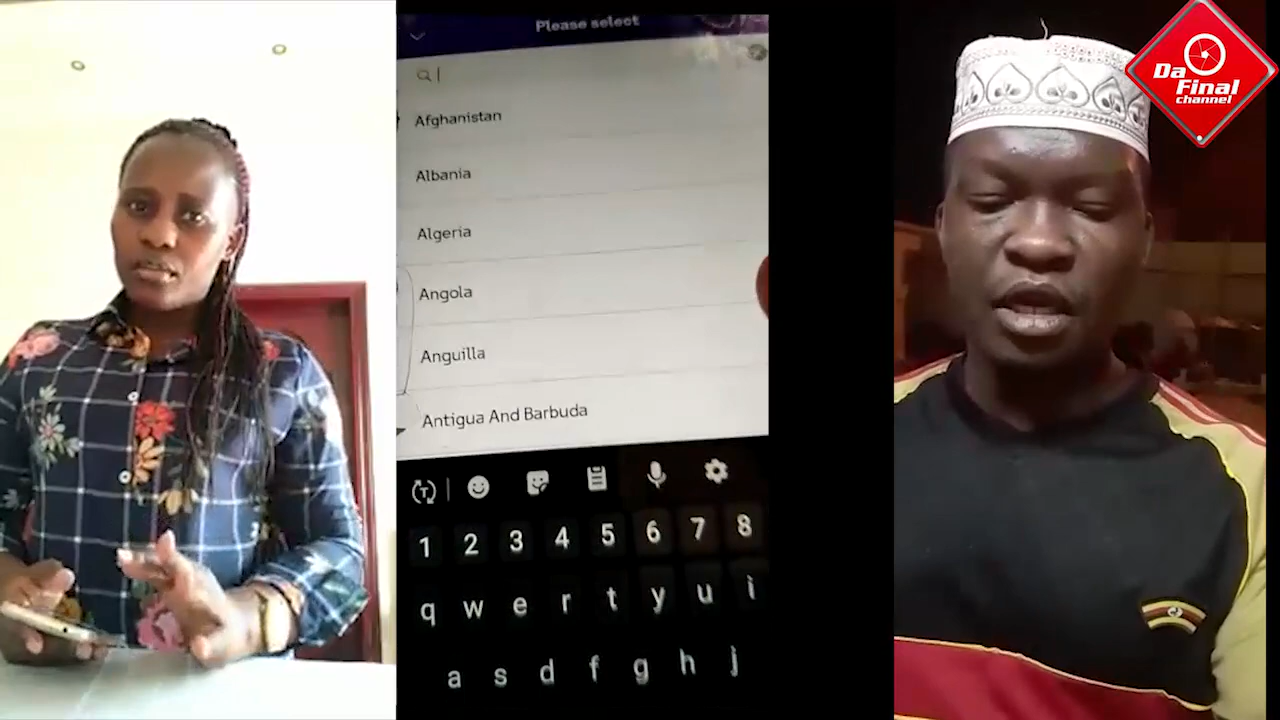 Please select
Afghanistan
Albania
Algeria
Angola
Anguilla
Antigua And Barbuda
T
1 2 3 4 5 6 7 8
q w e r t y u i
a s d f g h j
Da
Final
channel